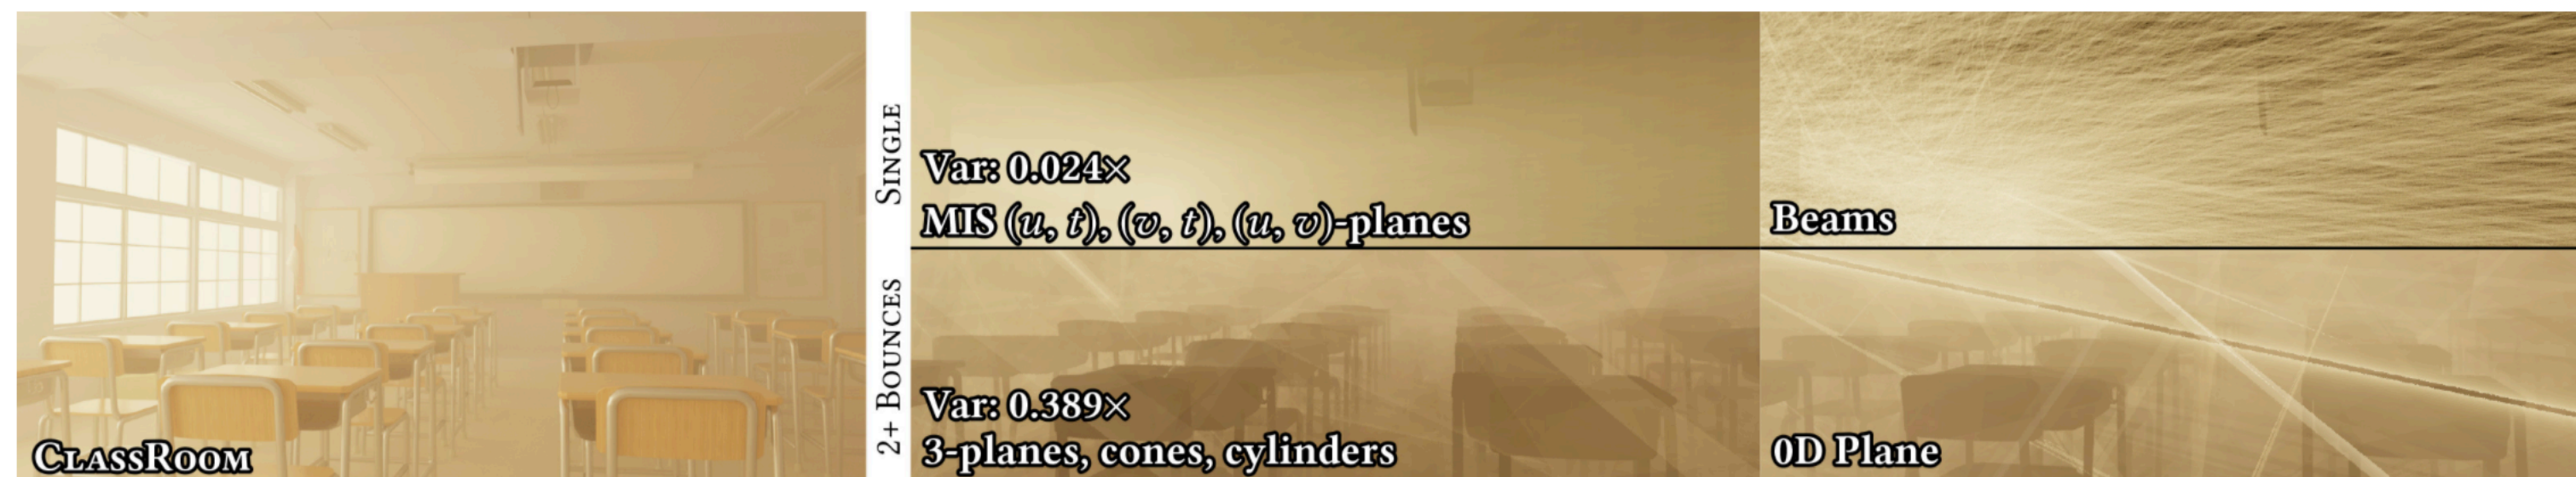 CLASSROOM
SINGLE
Var: 0.024×
MIS (u, t), (v, t), (u, v)-planes
Beams
2+ BOUNCES
Var: 0.389×
3-planes, cones, cylinders
0D Plane